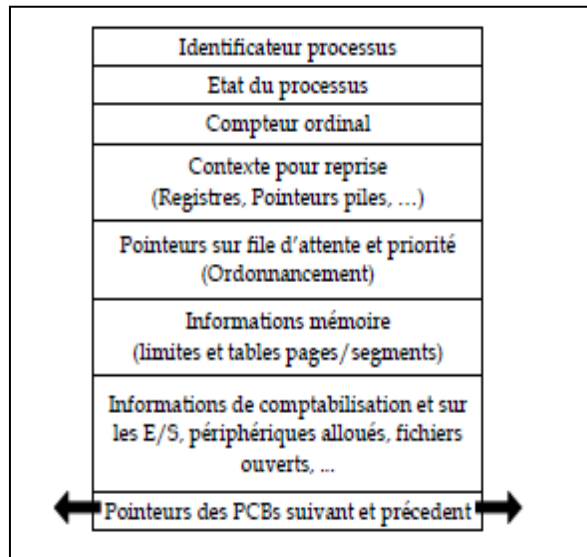 Identificateur processus
Etat du processus
Compteur ordinal
Contexte pour reprise
(Registres, Pointeurs piles, …)
Pointeurs sur file d'attente et priorité
(Ordonnancement)
Informations mémoire
(limites et tables pages/segments)
Informations de comptabilisation et sur
les E/S, périphériques alloués, fichiers
ouverts, ...
Pointeurs des PCBs suivant et précedent